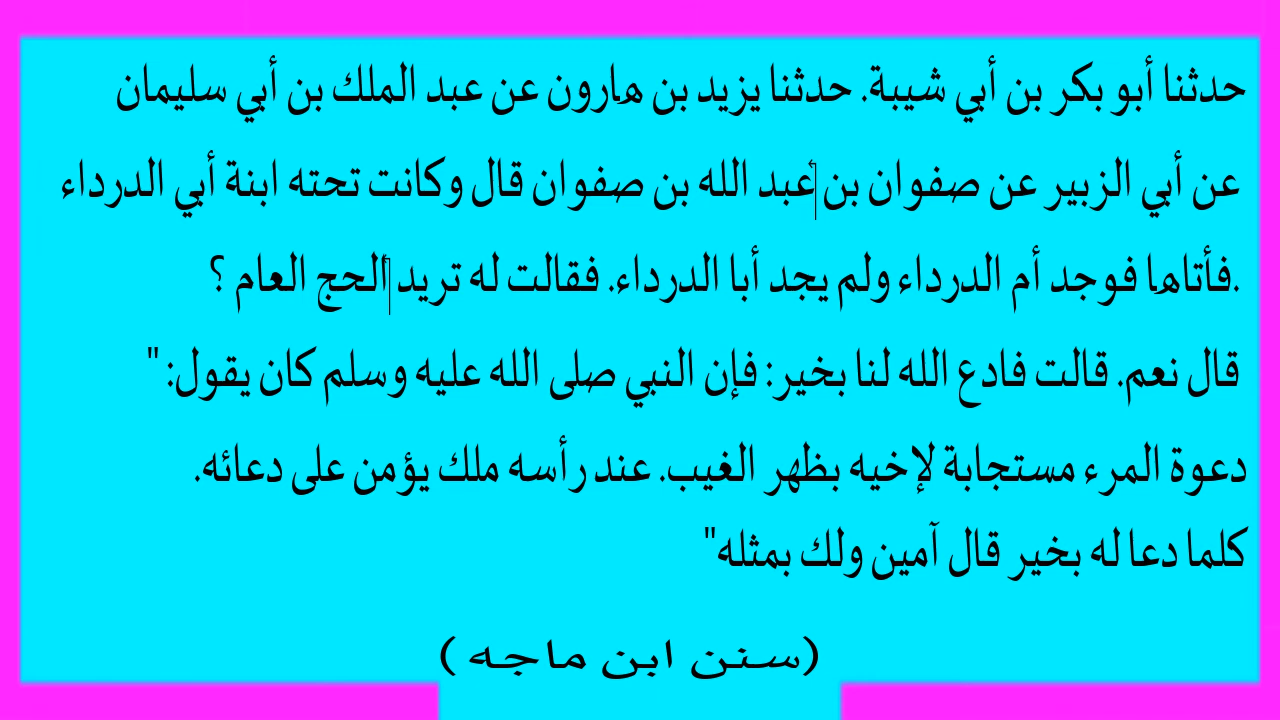 حدثنا أبو بكر بن أبي شيبة. حدثنا يزيد بن هارون عن عبد الملك بن أبي سليمان
عن أبي الزبير عن صفوان بن عبد الله بن صفوان قال وكانت تحته ابنة أبي الدرداء
.فأتاها فوجد أم الدرداء ولم يجد أبا الدرداء. فقالت له تريد الحج العام ؟
قال نعم. قالت فادع الله لنا بخير: فإن النبي صلى الله عليه وسلم كان يقول: "
دعوة المرء مستجابة لإخيه بظهر الغيب. عند رأسه ملك يؤمن على دعائه.
كلما دعا له بخير قال آمين ولك بمثله"
(سنن ابن ماجه )